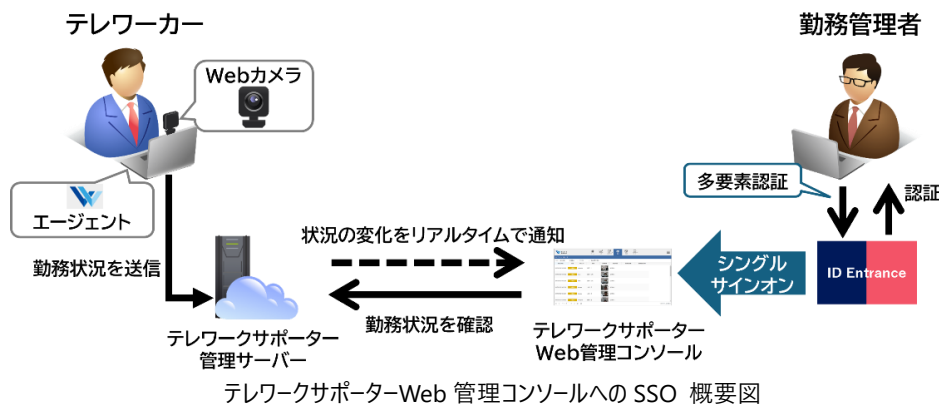 テレワーカー
勤務管理者
Webカメラ
多要素認証
認証
エージェント
状況の変化をリアルタイムで通知
勤務状況を送信
シングル
サインオン
ID Entrance
勤務状況を確認
テレワークサポーター
管理サーバー
テレワークサポーター
Web管理コンソール
テレワークサポーターWeb 管理コンソールへの SSO 概要図